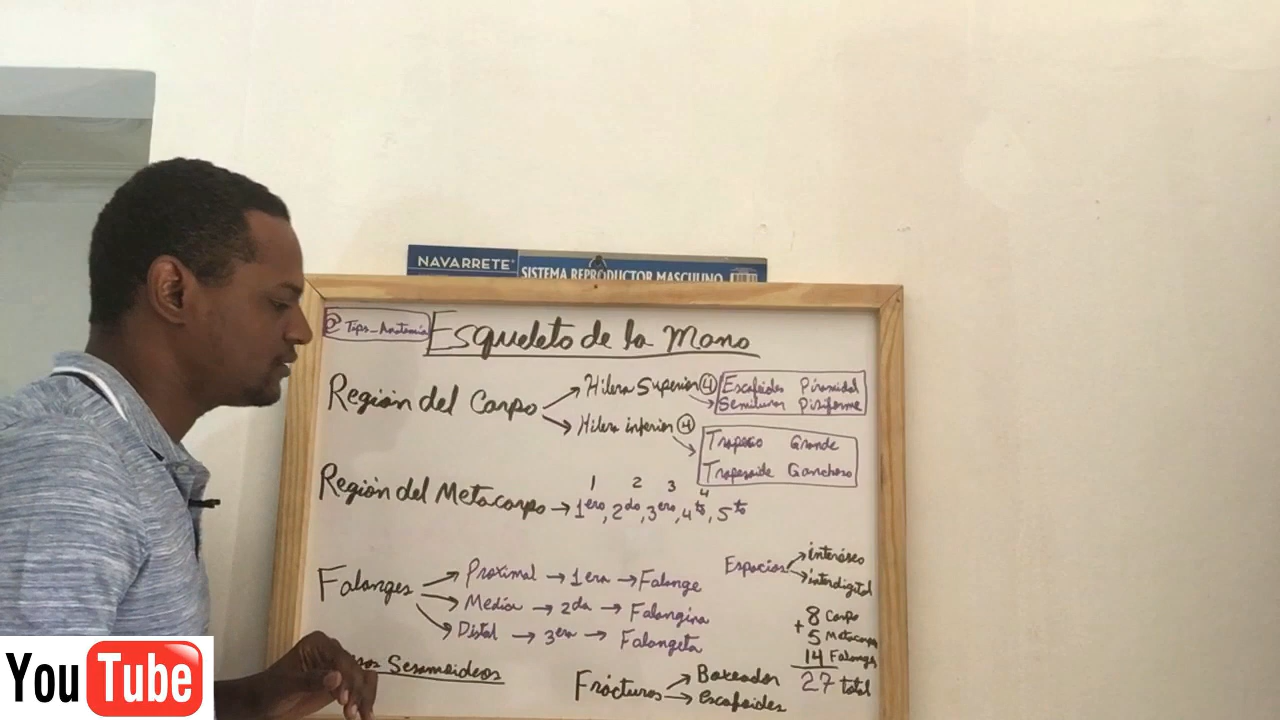 NAVARRETE
SISTEMA REPRODUCTOR MASCULINO
@Tips_Anatomía
Esqueleto de la Mano
Región del Carpo
Hilera Superior 4
Escafoides Piramidal
Semilunar Pisiforme
Hilera inferior 4
Trapecio Grande
Trapezoide Ganchoso
1 2 3 4
Región del Metacarpo → 1ero, 2do, 3ero, 4to, 5to
Espacios
interóseo
interdigital
Falanges
Proximal → 1era → Falange
Media → 2da → Falangina
Distal → 3era → Falangeta
8 Carpo
+ 5 Metacarpo
14 Falange
27 total
Sesamoideos
Fracturas
Boxeador
escafoides
YouTube